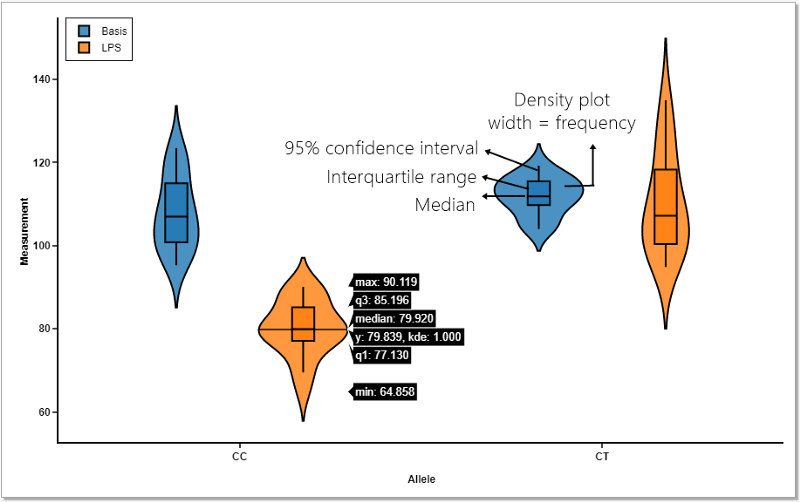 Basis
LPS
Measurement
140
120
100
80
60
Density plot
width = frequency
95% confidence interval
Interquartile range
Median
max: 90.119
q3: 85.196
median: 79.920
y: 79.839, kde: 1.000
q1: 77.130
min: 64.858
CC
CT
Allele